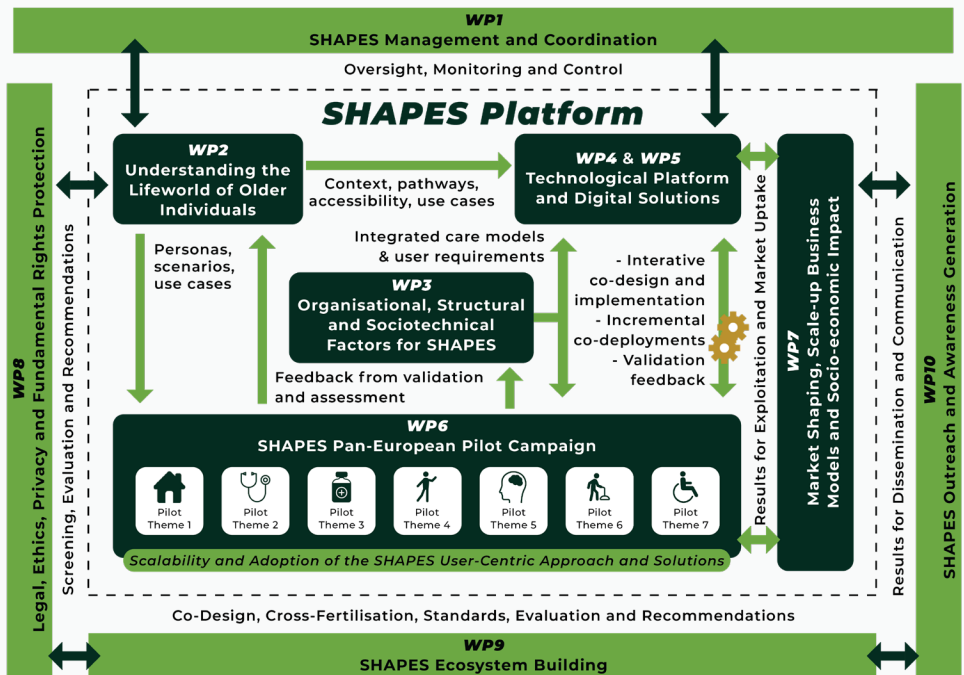 WP1
SHAPES Management and Coordination
Oversight, Monitoring and Control
SHAPES Platform
WP2
Understanding the
Lifeworld of Older
Individuals
Context, pathways,
accessibility, use cases
WP4 & WP5
Technological Platform
and Digital Solutions
Personas,
scenarios,
use cases
Integrated care models
& user requirements
- Interative
co-design and
implementation
- Incremental
co-deployments
- Validation
feedback
WP3
Organisational, Structural
and Sociotechnical
Factors for SHAPES
Feedback from validation
and assessment
WP6
SHAPES Pan-European Pilot Campaign
Pilot
Theme 1
Pilot
Theme 2
Pilot
Theme 3
Pilot
Theme 4
Pilot
Theme 5
Pilot
Theme 6
Pilot
Theme 7
Scalability and Adoption of the SHAPES User-Centric Approach and Solutions
Results for Exploitation and Market Uptake
WP7
Market Shaping, Scale-up Business
Models and Socio-economic Impact
WP8
Legal, Ethics, Privacy and Fundamental Rights Protection
Screening, Evaluation and Recommendations
Results for Dissemination and Communication
WP10
SHAPES Outreach and Awareness Generation
Co-Design, Cross-Fertilisation, Standards, Evaluation and Recommendations
WP9
SHAPES Ecosystem Building